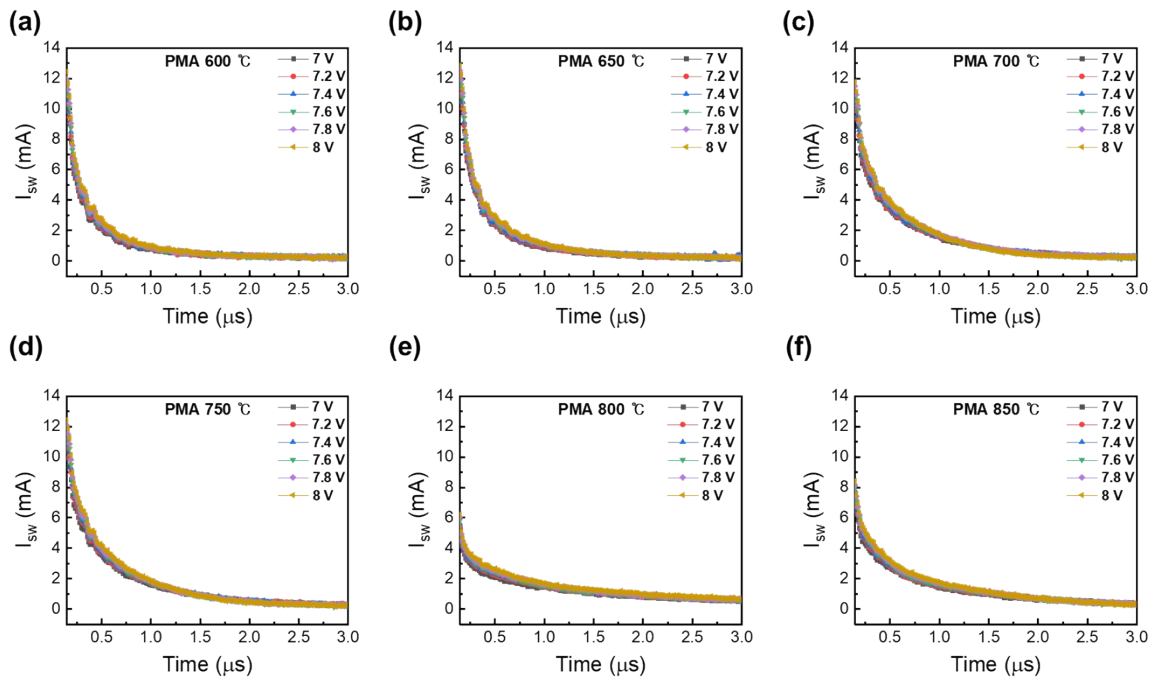 (a)
14
12
10
8
6
4
2
0
I_sw (mA)
PMA 600 ℃
7 V
7.2 V
7.4 V
7.6 V
7.8 V
8 V
0.5 1.0 1.5 2.0 2.5 3.0
Time (μs)
(b)
14
12
10
8
6
4
2
0
I_sw (mA)
PMA 650 ℃
7 V
7.2 V
7.4 V
7.6 V
7.8 V
8 V
0.5 1.0 1.5 2.0 2.5 3.0
Time (μs)
(c)
14
12
10
8
6
4
2
0
I_sw (mA)
PMA 700 ℃
7 V
7.2 V
7.4 V
7.6 V
7.8 V
8 V
0.5 1.0 1.5 2.0 2.5 3.0
Time (μs)
(d)
14
12
10
8
6
4
2
0
I_sw (mA)
PMA 750 ℃
7 V
7.2 V
7.4 V
7.6 V
7.8 V
8 V
0.5 1.0 1.5 2.0 2.5 3.0
Time (μs)
(e)
14
12
10
8
6
4
2
0
I_sw (mA)
PMA 800 ℃
7 V
7.2 V
7.4 V
7.6 V
7.8 V
8 V
0.5 1.0 1.5 2.0 2.5 3.0
Time (μs)
(f)
14
12
10
8
6
4
2
0
I_sw (mA)
PMA 850 ℃
7 V
7.2 V
7.4 V
7.6 V
7.8 V
8 V
0.5 1.0 1.5 2.0 2.5 3.0
Time (μs)